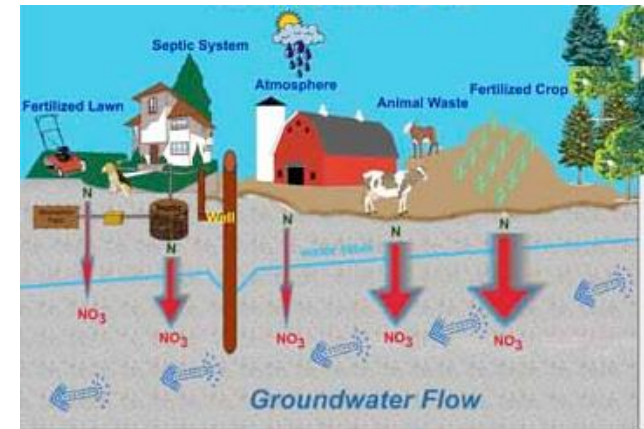 Septic System
Atmosphere
Fertilized Crop
Animal Waste
Fertilized Lawn
N
Well
N
N
N
N
water table
NO3
NO3
NO3
NO3
NO3
Groundwater Flow